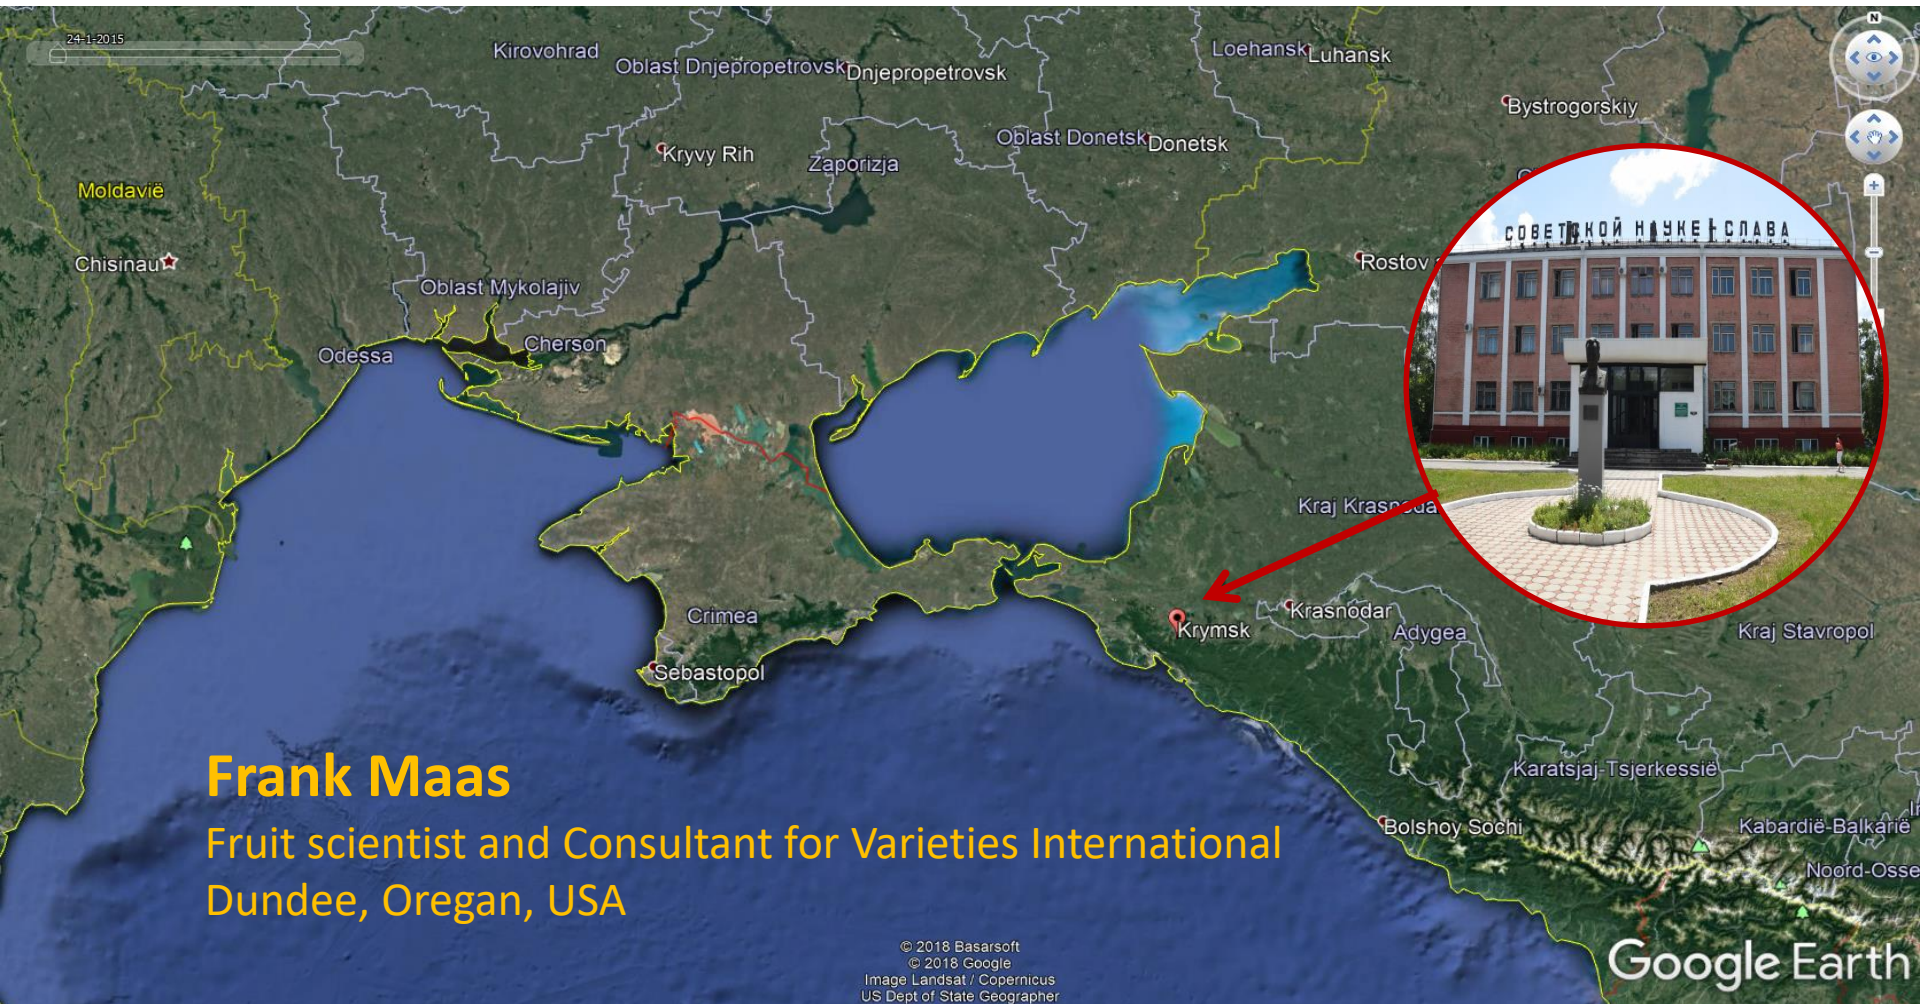 24-1-2015
N
Kirovohrad
Oblast Dnjepropetrovsk
Dnjepropetrovsk
Loehansk
Luhansk
Bystrogorskiy
Kryvy Rih
Zaporizja
Oblast Donetsk
Donetsk
Moldavië
СОВЕТСКОЙ НАУКЕ-СЛАВА
Chisinau
Rostov
Oblast Mykolajiv
Odessa
Cherson
Kraj Krasnoda
Crimea
Krymsk
Krasnodar
Adygea
Kraj Stavropol
Sebastopol
Karatsjaj-Tsjerkessië
Bolshoy Sochi
Kabardië-Balkarië
Noord-Osse
Frank Maas
Fruit scientist and Consultant for Varieties International
Dundee, Oregan, USA
© 2018 Basarsoft
© 2018 Google
Image Landsat / Copernicus
US Dept of State Geographer
Google Earth